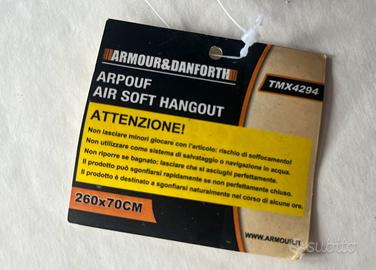 ARMOUR&DANFORTH
ARPOUF
AIR SOFT HANGOUT
TMX4294
ATTENZIONE!
Non lasciare minori giocare con l'articolo: rischio di soffocamento!
Non utilizzare come sistema di salvataggio o navigazione in acqua.
Non riporre se bagnato: lasciare che si asciughi perfettamente.
Il prodotto può sgonfiarsi rapidamente se non perfettamente chiuso.
Il prodotto è destinato a sgonfiarsi naturalmente nel corso di alcune ore.
260x70CM
WWW.ARMOUR.IT
subito